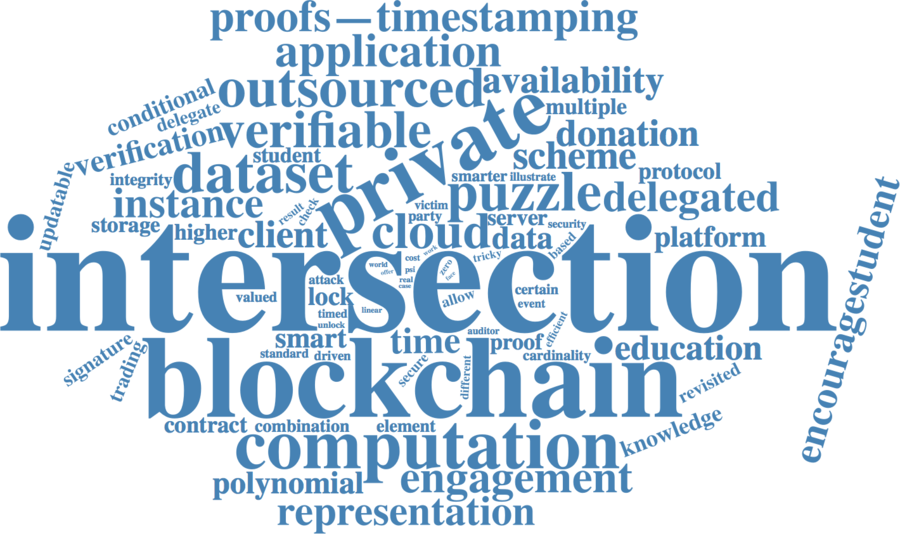 proofs—timestamping
application
outsourced
availability
conditional
delegate
multiple
private
verification
verifiable
donation
student
scheme
updatable
integrity
dataset
smarter
illustrate
protocol
instance
puzzle
delegated
result
check
victim
party
server
security
storage
higher
client
cloud
data
based
platform
intersection
encouragestudent
world
offer
cost
work
psi
real
case
zero
face
tricky
attack
valued
lock
timed
unlock
linear
allow
certain
event
smart
time
auditor
proof
efficient
education
signature
trading
standard
driven
secure
different
cardinality
blockchain
revisited
contract
combination
element
computation
knowledge
polynomial
engagement
representation